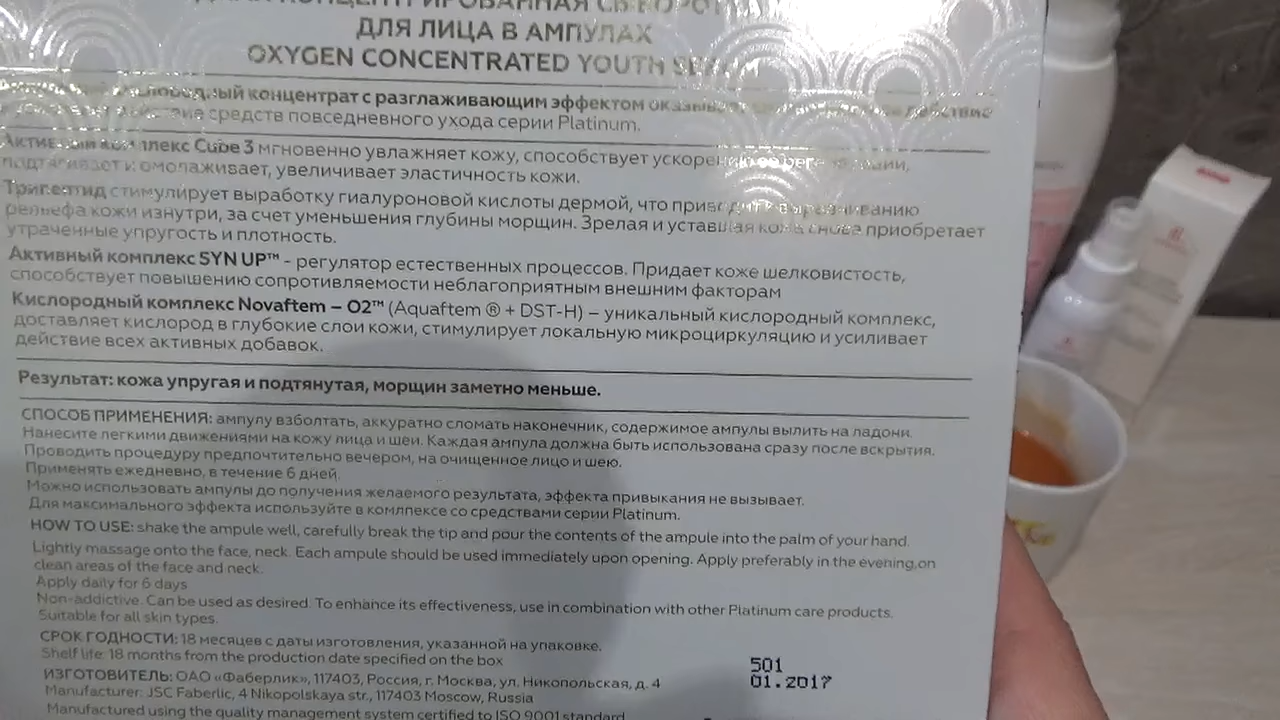 ДЛЯ ЛИЦА В АМПУЛАХ
OXYGEN CONCENTRATED YOUTH
концентрат с разглаживающим эффектом
средств повседневного ухода серии Platinum.
Cube 3 мгновенно увлажняет кожу, способствует
и омолаживает, увеличивает эластичность кожи.
Трипептид стимулирует выработку гиалуроновой кислоты дермой, что
рельефа кожи изнутри, за счет уменьшения глубины морщин. Зрелая и уставшая кожа снова приобретает
утраченные упругость и плотность.
Активный комплекс SYN UP™ - регулятор естественных процессов. Придает коже шелковистость,
способствует повышению сопротивляемости неблагоприятным внешним факторам
Кислородный комплекс Novaftem – O2™ (Aquaftem ® + DST-H) – уникальный кислородный комплекс,
доставляет кислород в глубокие слои кожи, стимулирует локальную микроциркуляцию и усиливает
действие всех активных добавок.
Результат: кожа упругая и подтянутая, морщин заметно меньше.
СПОСОБ ПРИМЕНЕНИЯ: ампулу взболтать, аккуратно сломать наконечник, содержимое ампулы вылить на ладони.
Нанесите легкими движениями на кожу лица и шеи. Каждая ампула должна быть использована сразу после вскрытия.
Проводить процедуру предпочтительно вечером, на очищенное лицо и шею.
Применять ежедневно, в течение 6 дней.
Можно использовать ампулы до получения желаемого результата, эффекта привыкания не вызывает.
Для максимального эффекта используйте в комлпексе со средствами серии Platinum.
HOW TO USE: shake the ampule well, carefully break the tip and pour the contents of the ampule into the palm of your hand.
Lightly massage onto the face, neck. Each ampule should be used immediately upon opening. Apply preferably in the evening,on
clean areas of the face and neck.
Apply daily for 6 days
Non-addictive. Can be used as desired. To enhance its effectiveness, use in combination with other Platinum care products.
Suitable for all skin types.
СРОК ГОДНОСТИ: 18 месяцев с даты изготовления, указанной на упаковке.
Shelf life: 18 months from the production date specified on the box
501
01.2017
ИЗГОТОВИТЕЛЬ: ОАО «Фаберлик», 117403, Россия, г. Москва, ул. Никопольская, д. 4
Manufacturer: JSC Faberlic, 4 Nikopolskaya str., 117403 Moscow, Russia
Manufactured using the quality management system certified to ISO 9001 standard